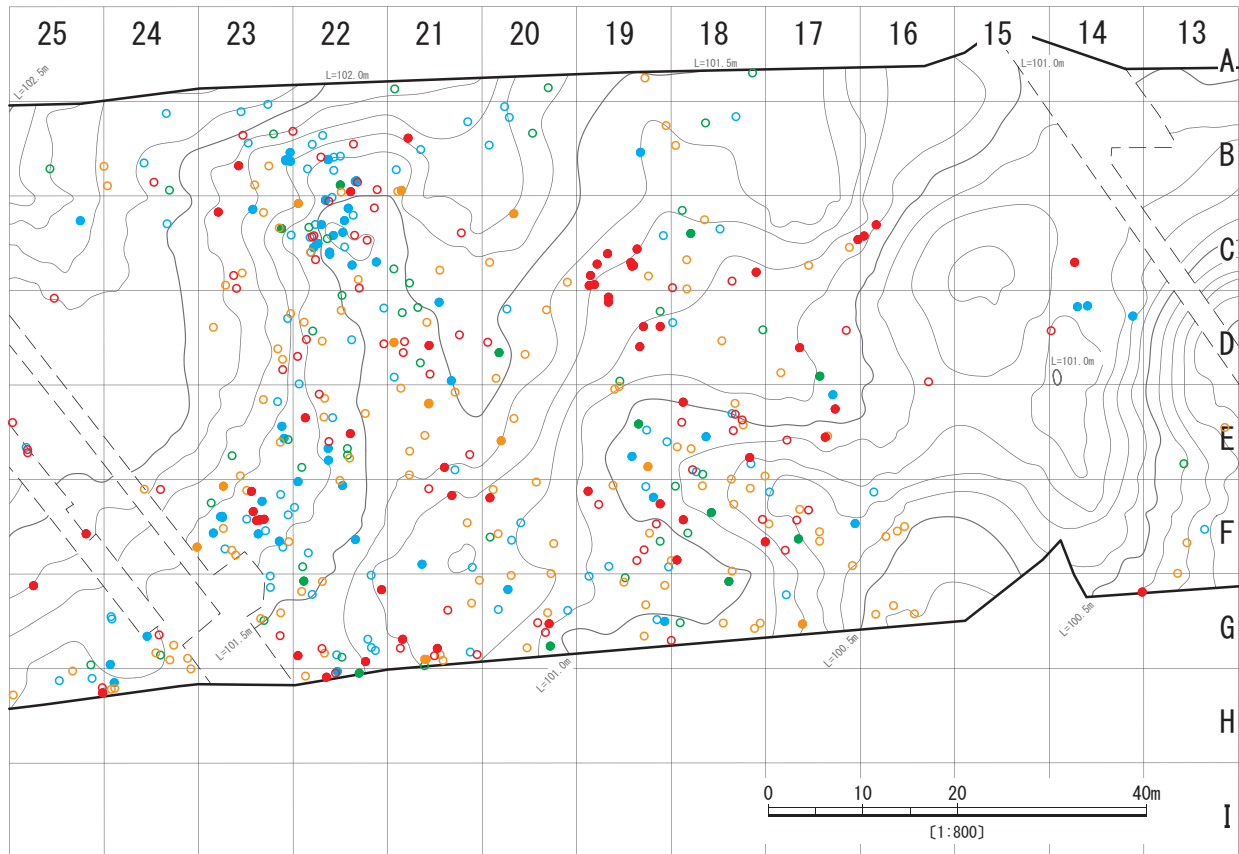 25 24 23 22 21 20 19 18 17 16 15 14 13
A
L=102.5m
L=102.0m
L=101.5m
L=101.0m
B
C
D
L=101.0m
E
F
G
L=101.5m
L=101.0m
L=100.5m
L=100.5m
H
0 10 20 40m
I
〔1:800〕